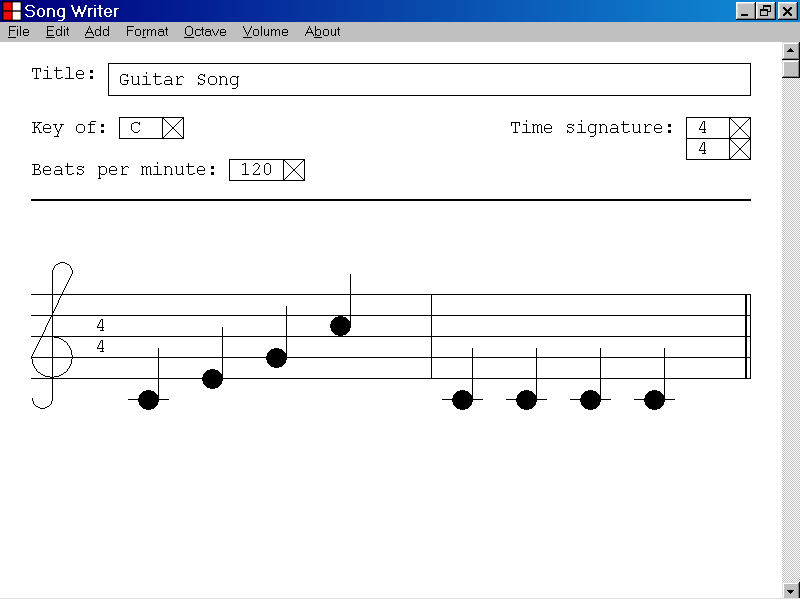 Song Writer
File Edit Add Format Octave Volume About
Title: Guitar Song
Key of: C Time signature: 4
4
Beats per minute: 120
4
4